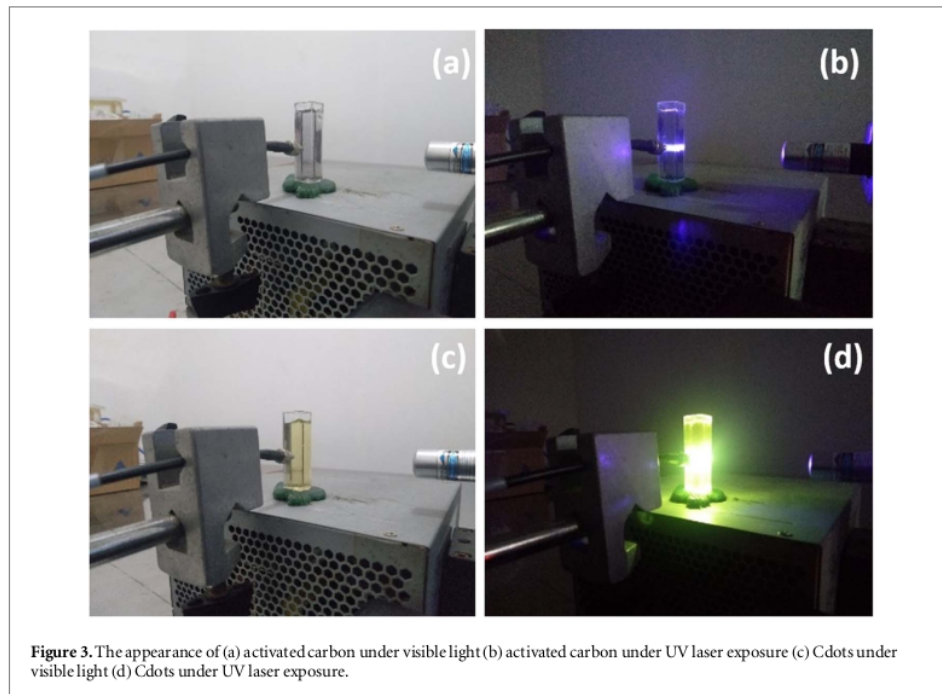 (a)
(b)
(c)
(d)
Figure 3. The appearance of (a) activated carbon under visible light (b) activated carbon under UV laser exposure (c) Cdots under
visible light (d) Cdots under UV laser exposure.